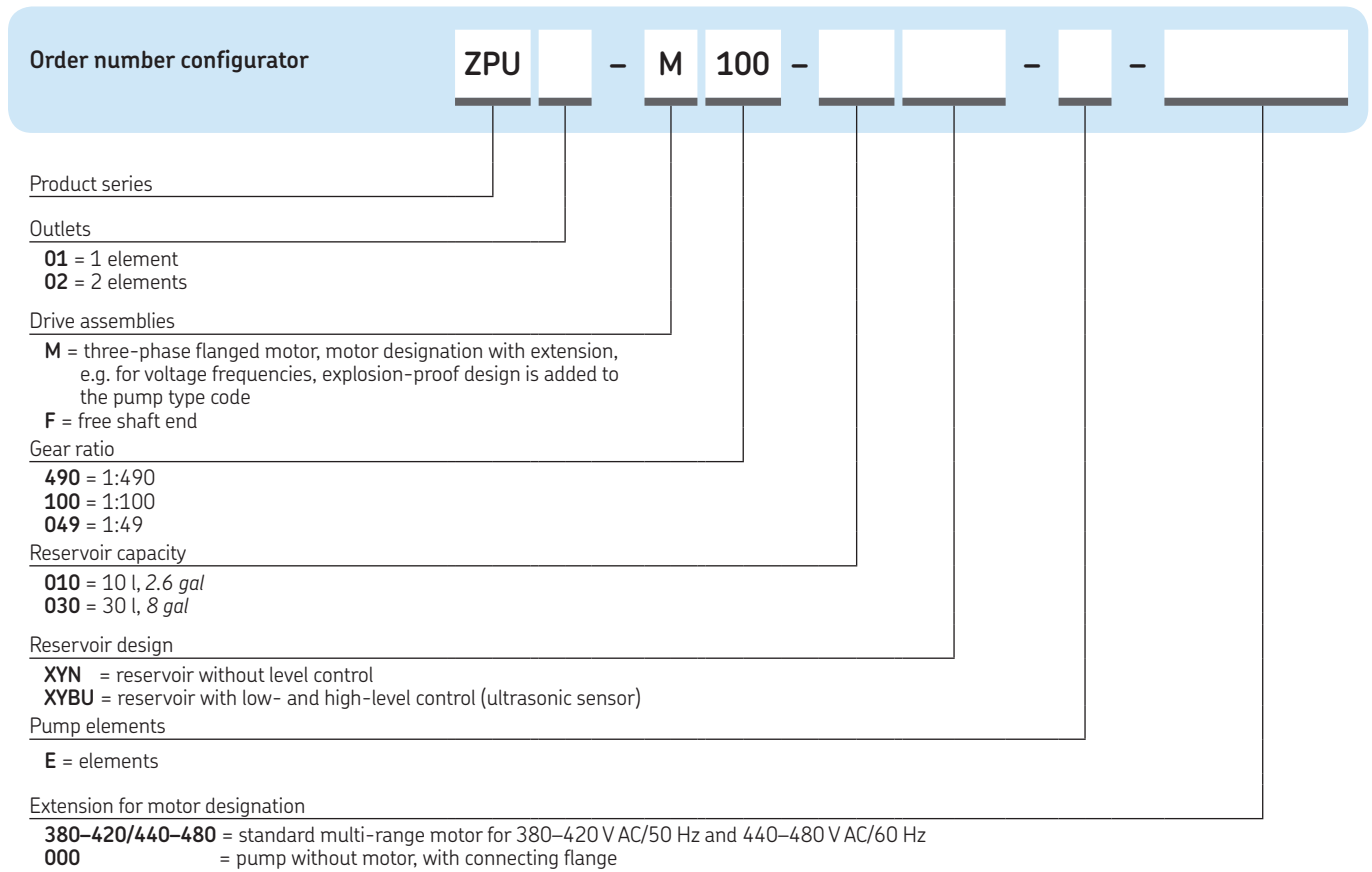 Order number configurator ZPU – M 100 – – –
Product series
Outlets
01 = 1 element
02 = 2 elements
Drive assemblies
M = three-phase flanged motor, motor designation with extension,
e.g. for voltage frequencies, explosion-proof design is added to
the pump type code
F = free shaft end
Gear ratio
490 = 1:490
100 = 1:100
049 = 1:49
Reservoir capacity
010 = 10 l, 2.6 gal
030 = 30 l, 8 gal
Reservoir design
XYN = reservoir without level control
XYBU = reservoir with low- and high-level control (ultrasonic sensor)
Pump elements
E = elements
Extension for motor designation
380–420/440–480 = standard multi-range motor for 380–420 V AC/50 Hz and 440–480 V AC/60 Hz
000 = pump without motor, with connecting flange